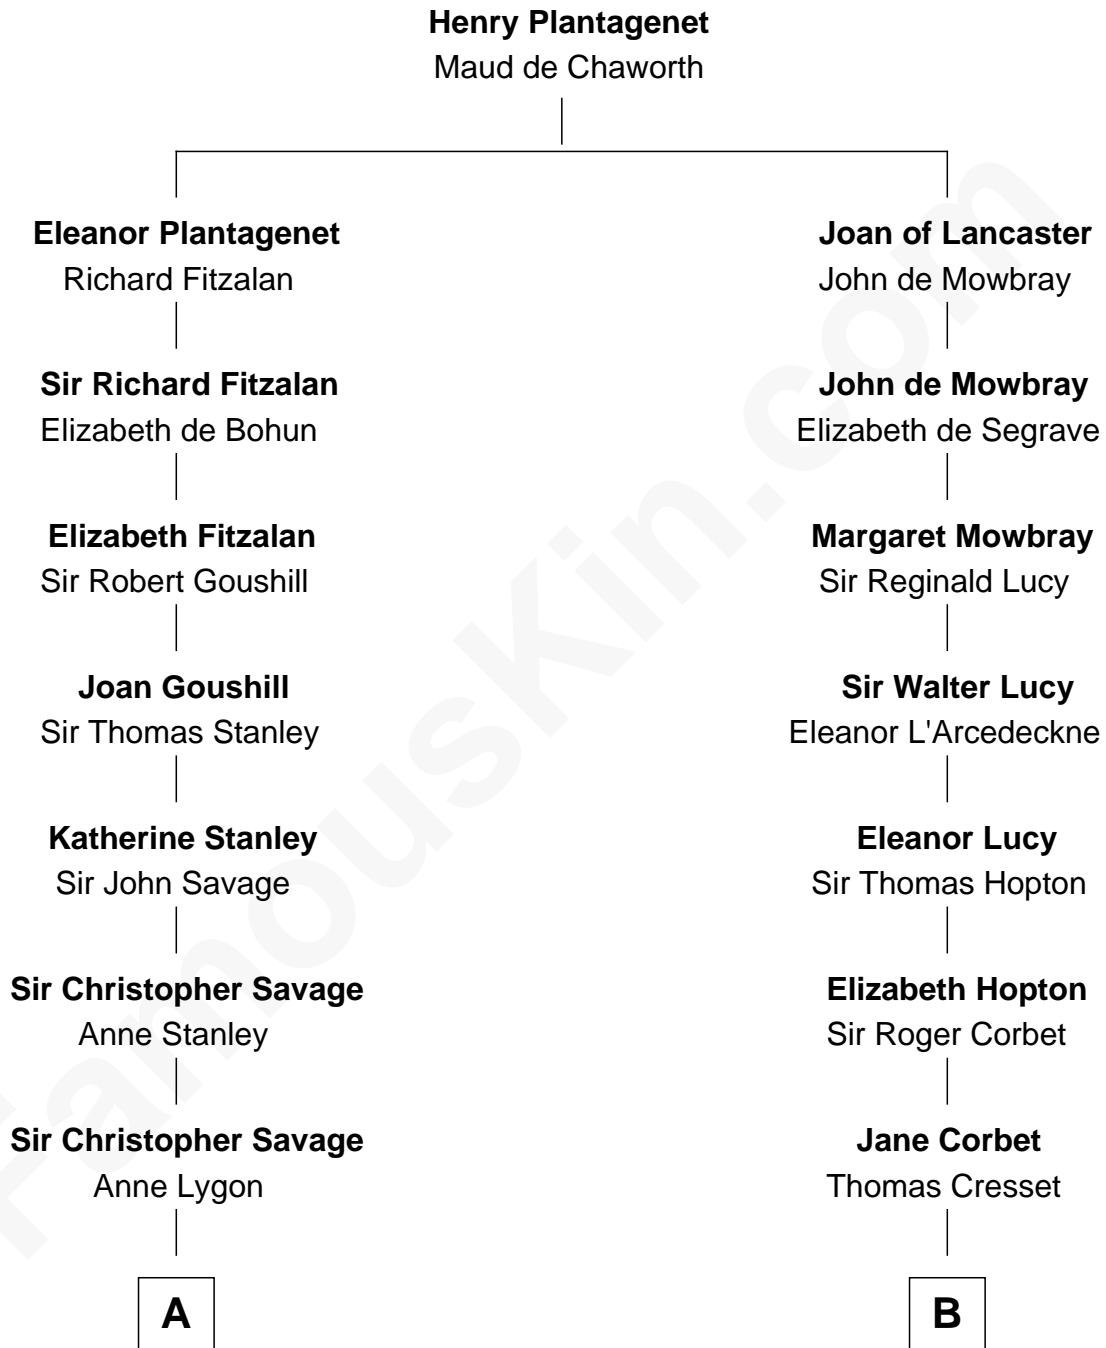 Henry Plantagenet
Maud de Chaworth
Eleanor Plantagenet
Richard Fitzalan
Joan of Lancaster
John de Mowbray
Sir Richard Fitzalan
Elizabeth de Bohun
John de Mowbray
Elizabeth de Segrave
Elizabeth Fitzalan
Sir Robert Goushill
Margaret Mowbray
Sir Reginald Lucy
Joan Goushill
Sir Thomas Stanley
Sir Walter Lucy
Eleanor L'Arcedeckne
Katherine Stanley
Sir John Savage
Eleanor Lucy
Sir Thomas Hopton
Sir Christopher Savage
Anne Stanley
Elizabeth Hopton
Sir Roger Corbet
Sir Christopher Savage
Anne Lygon
Jane Corbet
Thomas Cresset
A
B
FamousKin.com